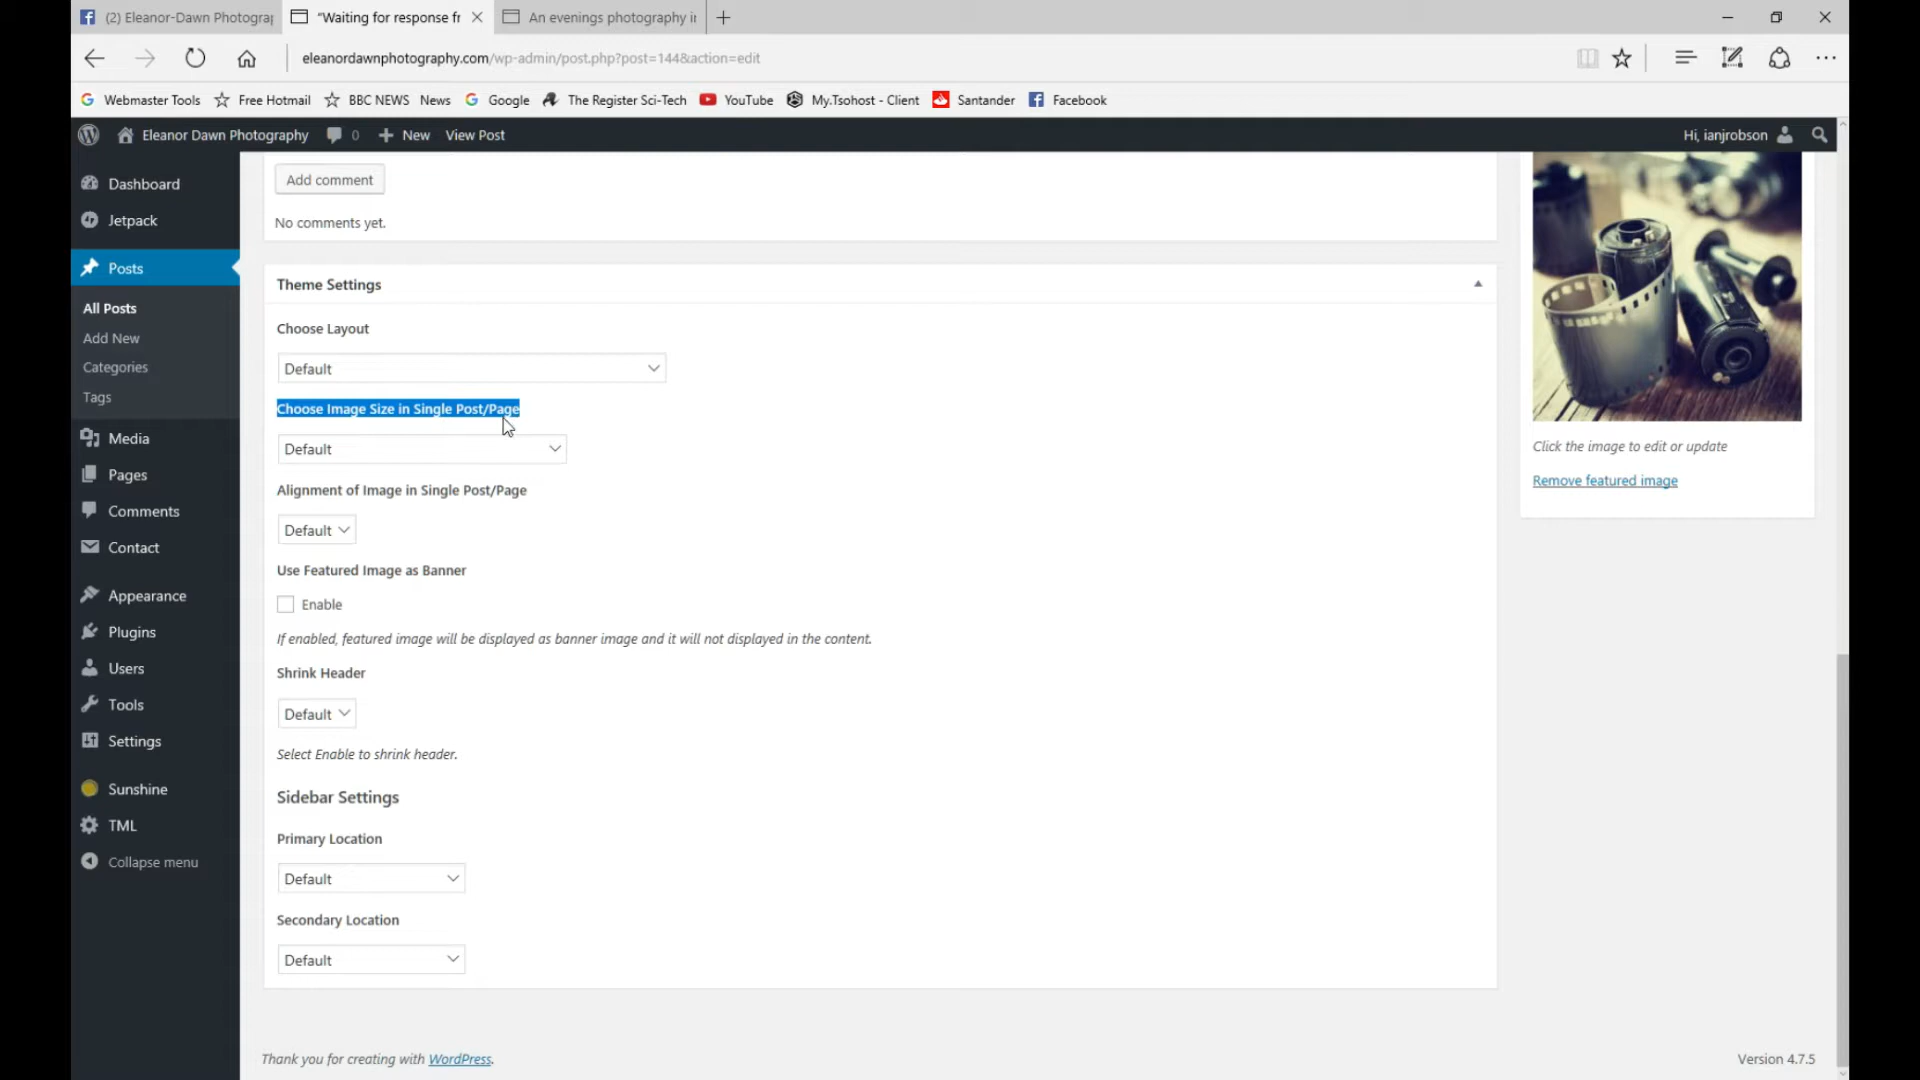 (2) Eleanor-Dawn Photograp
"Waiting for response fr
An evenings photography in
eleanordawnphotography.com/wp-admin/post.php?post=144&action=edit
Webmaster Tools Free Hotmail BBC NEWS News Google The Register Sci-Tech YouTube My.Tsohost - Client Santander Facebook
Eleanor Dawn Photography 0 New View Post Hi, ianjrobson
Dashboard
Jetpack
Posts
All Posts
Add New
Categories
Tags
Media
Pages
Comments
Contact
Appearance
Plugins
Users
Tools
Settings
Sunshine
TML
Collapse menu
Add comment
No comments yet.
Theme Settings
Choose Layout
Default
Choose Image Size in Single Post/Page
Default
Alignment of Image in Single Post/Page
Default
Use Featured Image as Banner
Enable
If enabled, featured image will be displayed as banner image and it will not displayed in the content.
Shrink Header
Default
Select Enable to shrink header.
Sidebar Settings
Primary Location
Default
Secondary Location
Default
Click the image to edit or update
Remove featured image
Thank you for creating with WordPress.
Version 4.7.5